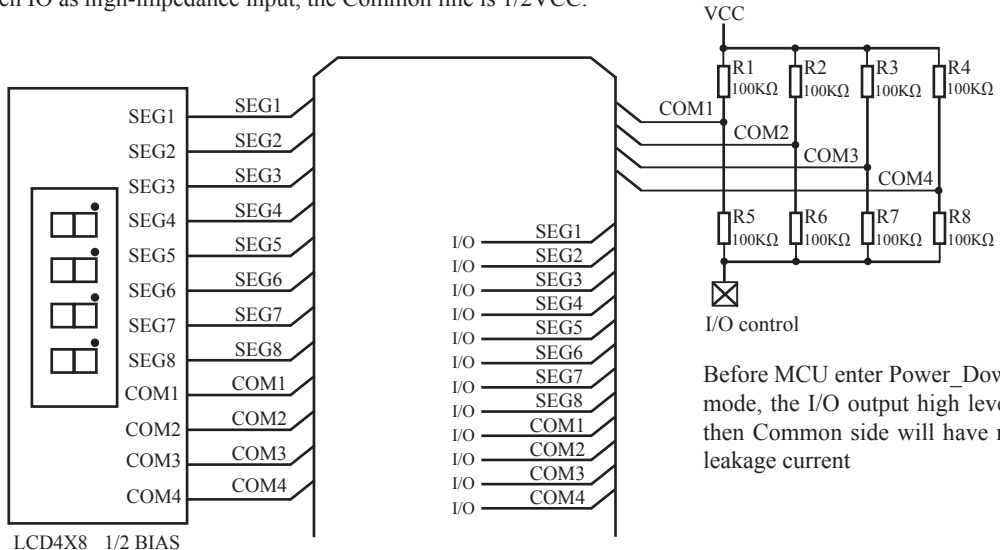 IO as high-impedance input, the Common line is 1/2VCC.
LCD4X8 1/2 BIAS
SEG1
SEG2
SEG3
SEG4
SEG5
SEG6
SEG7
SEG8
COM1
COM2
COM3
COM4
SEG1
SEG2
SEG3
SEG4
SEG5
SEG6
SEG7
SEG8
COM1
COM2
COM3
COM4
I/O SEG1
I/O SEG2
I/O SEG3
I/O SEG4
I/O SEG5
I/O SEG6
I/O SEG7
I/O SEG8
I/O COM1
I/O COM2
I/O COM3
I/O COM4
VCC
R1 R2 R3 R4
100KΩ 100KΩ 100KΩ 100KΩ
COM1
COM2
COM3
COM4
R5 R6 R7 R8
100KΩ 100KΩ 100KΩ 100KΩ
I/O control
Before MCU enter
mode, the I/O output high
then Common side will have
leakage current